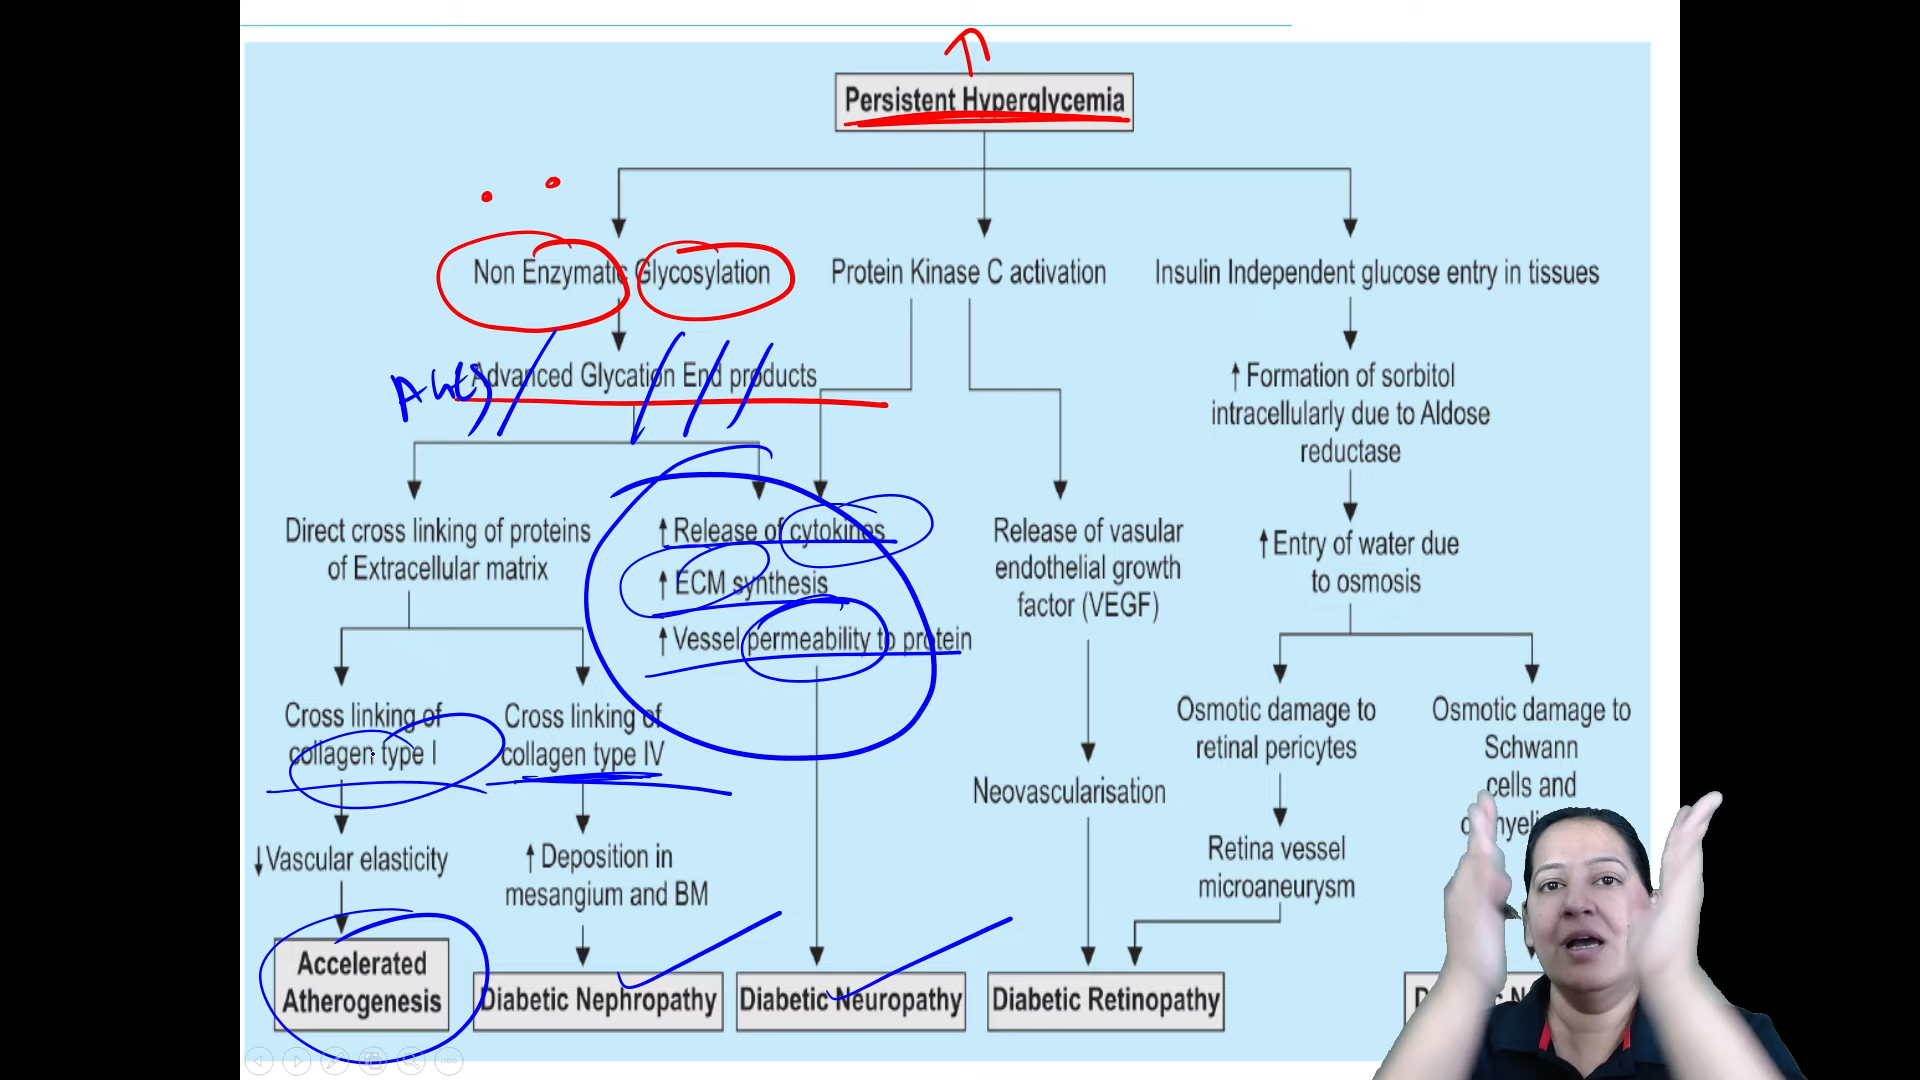 Persistent Hyperglycemia
Non Enzymatic Glycosylation
Protein Kinase C activation
Insulin Independent glucose entry in tissues
Advanced Glycation End products
↑ Formation of sorbitol
intracellularly due to Aldose
reductase
Direct cross linking of proteins
of Extracellular matrix
↑ Release of cytokines
↑ ECM synthesis
↑ Vessel permeability to protein
Release of vascular
endothelial growth
factor (VEGF)
↑ Entry of water due
to osmosis
Cross linking of
collagen type I
Cross linking of
collagen type IV
Osmotic damage to
retinal pericytes
Osmotic damage to
Schwann
cells and
Neovascularisation
↓ Vascular elasticity
↑ Deposition in
mesangium and BM
Retina vessel
microaneurysm
Accelerated
Atherogenesis
Diabetic Nephropathy
Diabetic Neuropathy
Diabetic Retinopathy